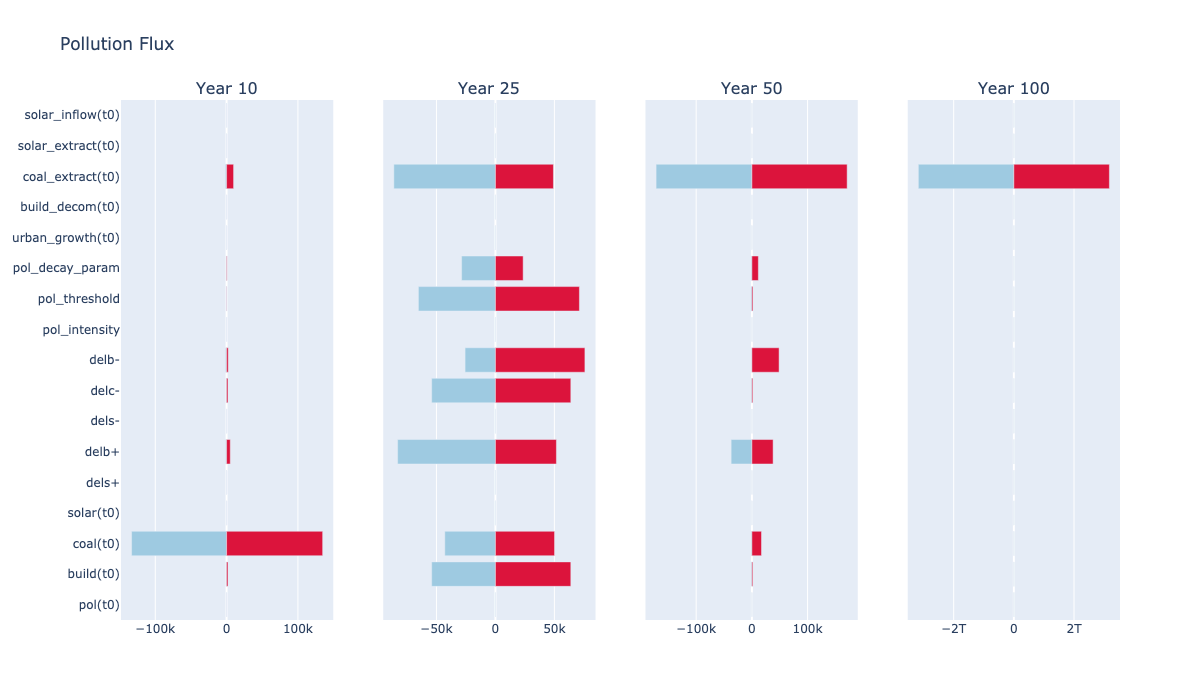 Pollution Flux
Year 10 Year 25 Year 50 Year 100
solar_inflow(t0)
solar_extract(t0)
coal_extract(t0)
build_decom(t0)
urban_growth(t0)
pol_decay_param
pol_threshold
pol_intensity
delb-
delc-
dels-
delb+
dels+
solar(t0)
coal(t0)
build(t0)
pol(t0)
−100k 0 100k −50k 0 50k −100k 0 100k −2T 0 2T